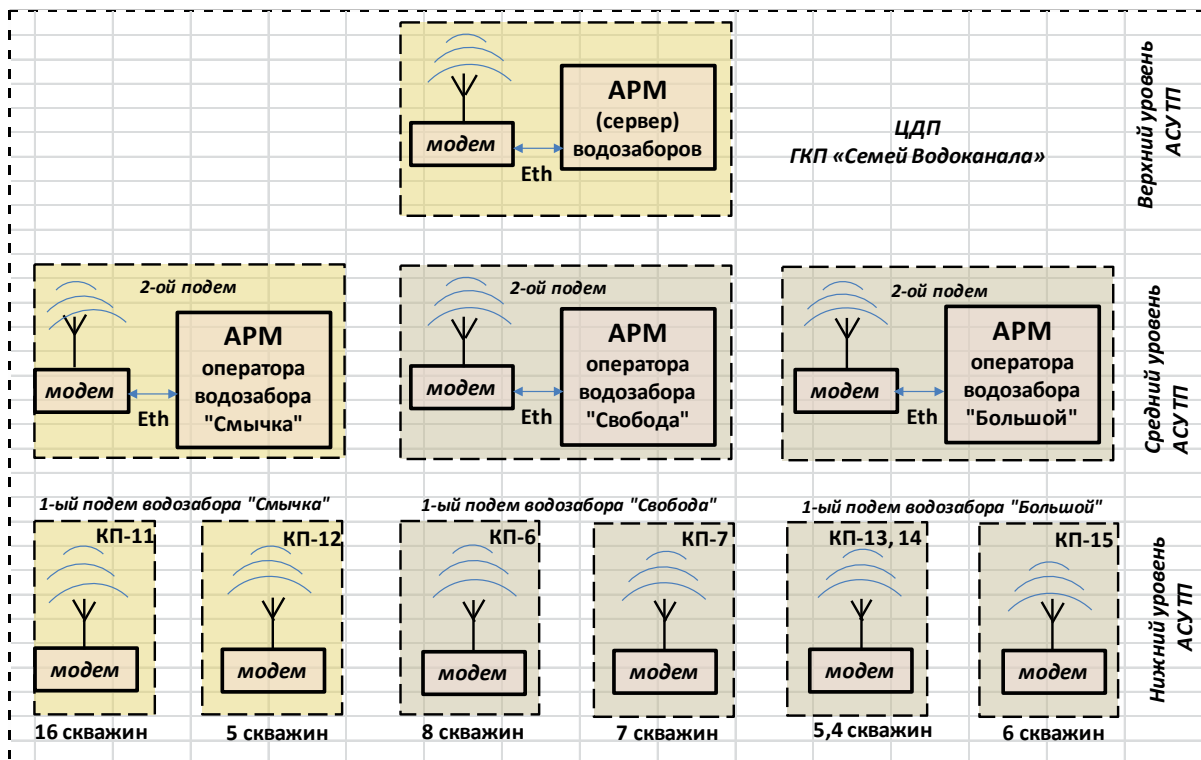 АРМ
(сервер)
водозаборов
модем
Eth
ЦДП
ГКП «Семей Водоканала»
Верхний уровень
АСУ ТП
2-ой подем
АРМ
оператора
водозабора
"Смычка"
модем
Eth
2-ой подем
АРМ
оператора
водозабора
"Свобода"
модем
Eth
2-ой подем
АРМ
оператора
водозабора
"Большой"
модем
Eth
Средний уровень
АСУ ТП
1-ый подем водозабора "Смычка"
1-ый подем водозабора "Свобода"
1-ый подем водозабора "Большой"
КП-11
КП-12
КП-6
КП-7
КП-13, 14
КП-15
модем
модем
модем
модем
модем
модем
16 скважин
5 скважин
8 скважин
7 скважин
5,4 скважин
6 скважин
Нижний уровень
АСУ ТП